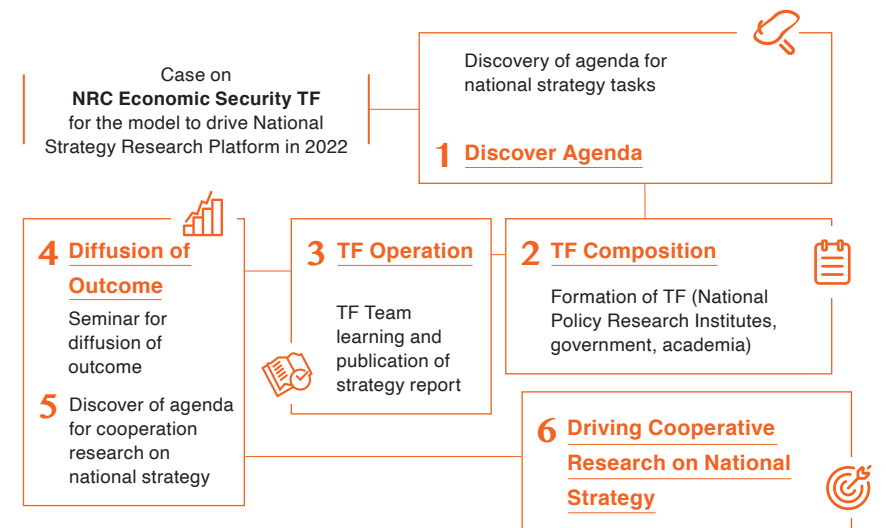 Case on
NRC Economic Security TF
for the model to drive National
Strategy Research Platform in 2022
Discovery of agenda for
national strategy tasks
1 Discover Agenda
2 TF Composition
Formation of TF (National
Policy Research Institutes,
government, academia)
3 TF Operation
TF Team
learning and
publication of
strategy report
4 Diffusion of
Outcome
Seminar for
diffusion of
outcome
5 Discover of agenda
for cooperation
research on
national strategy
6 Driving Cooperative
Research on National
Strategy